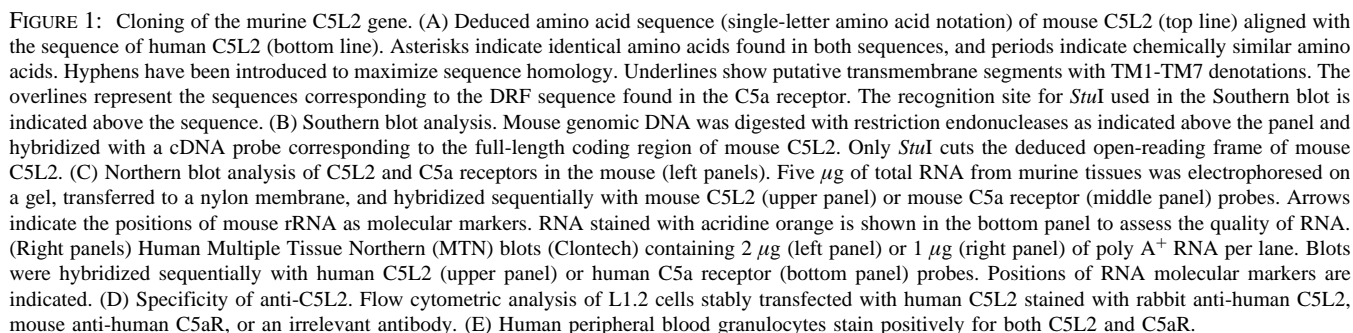 FIGURE 1: Cloning of the murine C5L2 gene. (A) Deduced amino acid sequence (single-letter amino acid notation) of mouse C5L2 (top line) aligned with
the sequence of human C5L2 (bottom line). Asterisks indicate identical amino acids found in both sequences, and periods indicate chemically similar amino
acids. Hyphens have been introduced to maximize sequence homology. Underlines show putative transmembrane segments with TM1-TM7 denotations. The
overlines represent the sequences corresponding to the DRF sequence found in the C5a receptor. The recognition site for StuI used in the Southern blot is
indicated above the sequence. (B) Southern blot analysis. Mouse genomic DNA was digested with restriction endonucleases as indicated above the panel and
hybridized with a cDNA probe corresponding to the full-length coding region of mouse C5L2. Only StuI cuts the deduced open-reading frame of mouse
C5L2. (C) Northern blot analysis of C5L2 and C5a receptors in the mouse (left panels). Five μg of total RNA from murine tissues was electrophoresed on
a gel, transferred to a nylon membrane, and hybridized sequentially with mouse C5L2 (upper panel) or mouse C5a receptor (middle panel) probes. Arrows
indicate the positions of mouse rRNA as molecular markers. RNA stained with acridine orange is shown in the bottom panel to assess the quality of RNA.
(Right panels) Human Multiple Tissue Northern (MTN) blots (Clontech) containing 2 μg (left panel) or 1 μg (right panel) of poly A⁺ RNA per lane. Blots
were hybridized sequentially with human C5L2 (upper panel) or human C5a receptor (bottom panel) probes. Positions of RNA molecular markers are
indicated. (D) Specificity of anti-C5L2. Flow cytometric analysis of L1.2 cells stably transfected with human C5L2 stained with rabbit anti-human C5L2,
mouse anti-human C5aR, or an irrelevant antibody. (E) Human peripheral blood granulocytes stain positively for both C5L2 and C5aR.